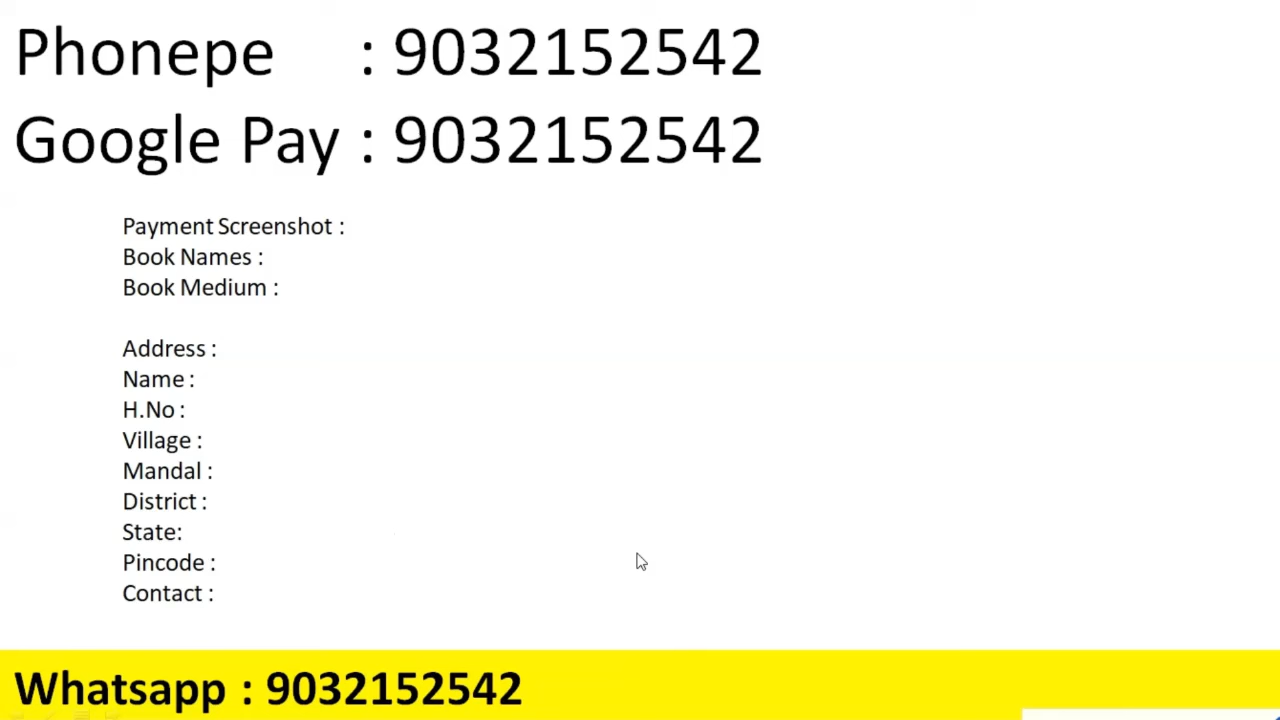 Phonepe : 9032152542
Google Pay : 9032152542
Payment Screenshot :
Book Names :
Book Medium :
Address :
Name :
H.No :
Village :
Mandal :
District :
State:
Pincode :
Contact :
Whatsapp : 9032152542